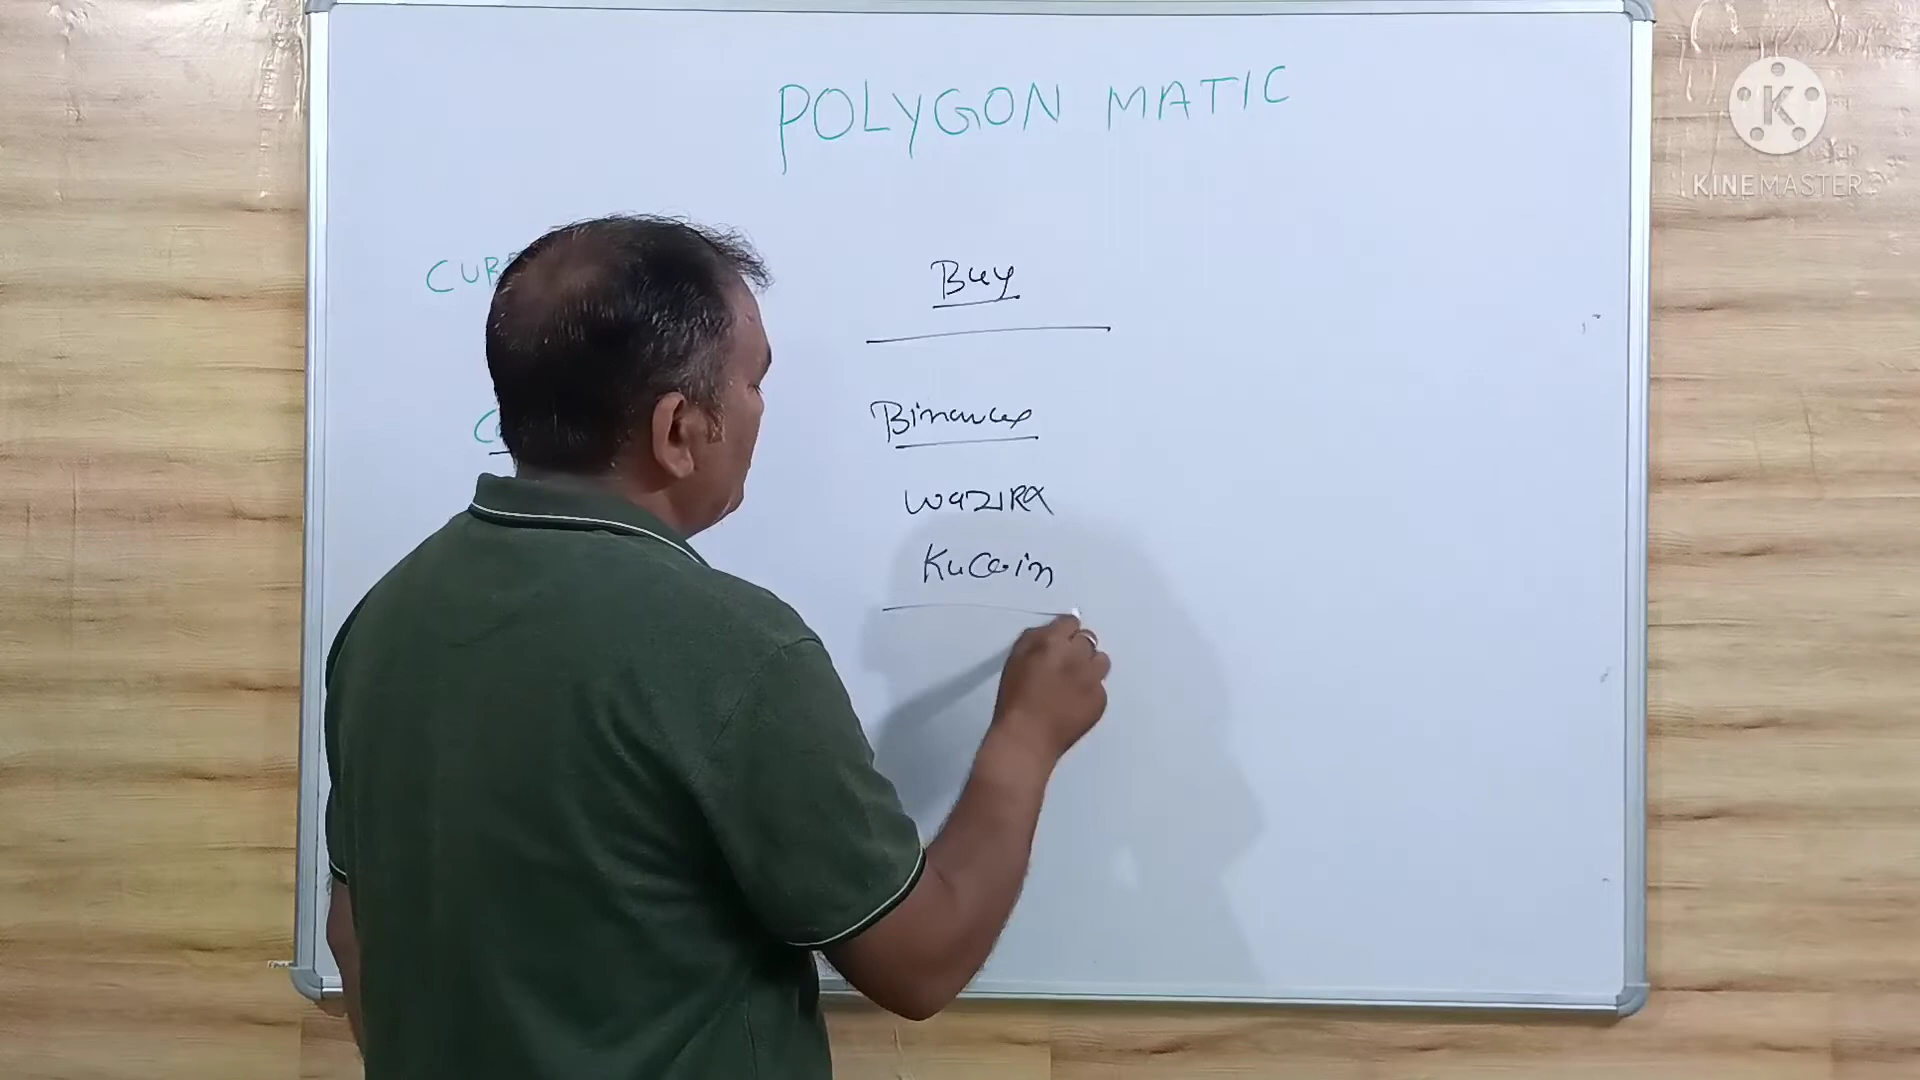 POLYGON MATIC
K
KINEMASTER
Buy
Binance
WAZIRX
KuCoin